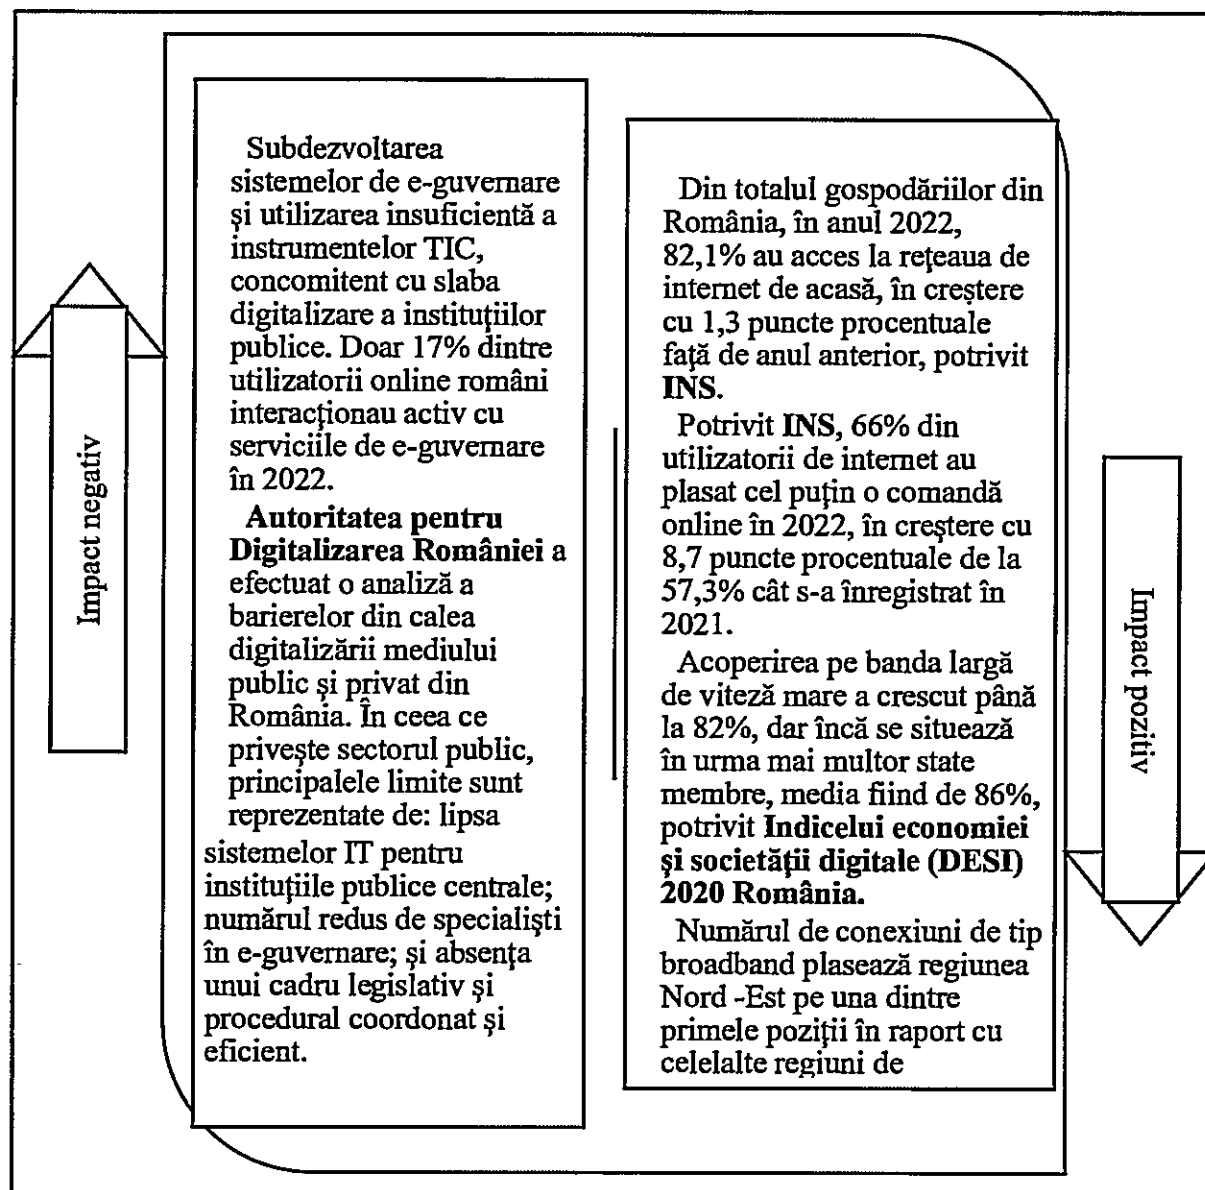 Impact negativ
Subdezvoltarea
sistemelor de e-guvernare
şi utilizarea insuficientă a
instrumentelor TIC,
concomitent cu slaba
digitalizare a instituţiilor
publice. Doar 17% dintre
utilizatorii online români
interacţionau activ cu
serviciile de e-guvernare
în 2022.
Autoritatea pentru
Digitalizarea României a
efectuat o analiză a
barierelor din calea
digitalizării mediului
public şi privat din
România. În ceea ce
priveşte sectorul public,
principalele limite sunt
reprezentate de: lipsa
sistemelor IT pentru
instituţiile publice centrale;
numărul redus de specialişti
în e-guvernare; şi absenţa
unui cadru legislativ şi
procedural coordonat şi
eficient.
Din totalul gospodăriilor din
România, în anul 2022,
82,1% au acces la reţeaua de
internet de acasă, în creştere
cu 1,3 puncte procentuale
faţă de anul anterior, potrivit
INS.
Potrivit INS, 66% din
utilizatorii de internet au
plasat cel puţin o comandă
online în 2022, în creştere cu
8,7 puncte procentuale de la
57,3% cât s-a înregistrat în
2021.
Acoperirea pe banda largă
de viteză mare a crescut până
la 82%, dar încă se situează
în urma mai multor state
membre, media fiind de 86%,
potrivit Indicelui economiei
şi societăţii digitale (DESI)
2020 România.
Numărul de conexiuni de tip
broadband plasează regiunea
Nord -Est pe una dintre
primele poziţii în raport cu
celelalte regiuni de
Impact pozitiv